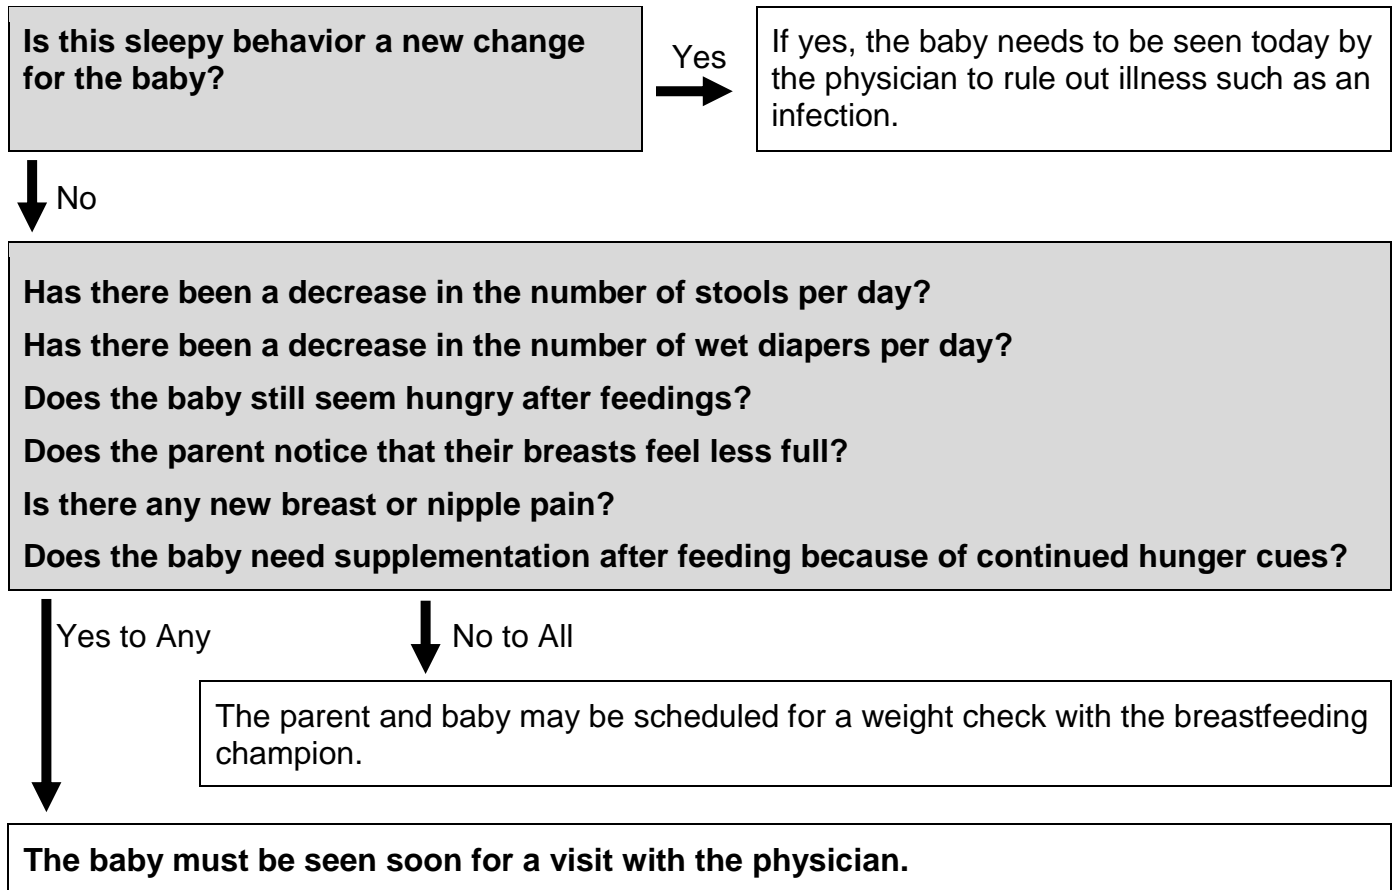 Is this sleepy behavior a new change
for the baby?
Yes
If yes, the baby needs to be seen today by
the physician to rule out illness such as an
infection.
No
Has there been a decrease in the number of stools per day?
Has there been a decrease in the number of wet diapers per day?
Does the baby still seem hungry after feedings?
Does the parent notice that their breasts feel less full?
Is there any new breast or nipple pain?
Does the baby need supplementation after feeding because of continued hunger cues?
Yes to Any
No to All
The parent and baby may be scheduled for a weight check with the breastfeeding
champion.
The baby must be seen soon for a visit with the physician.